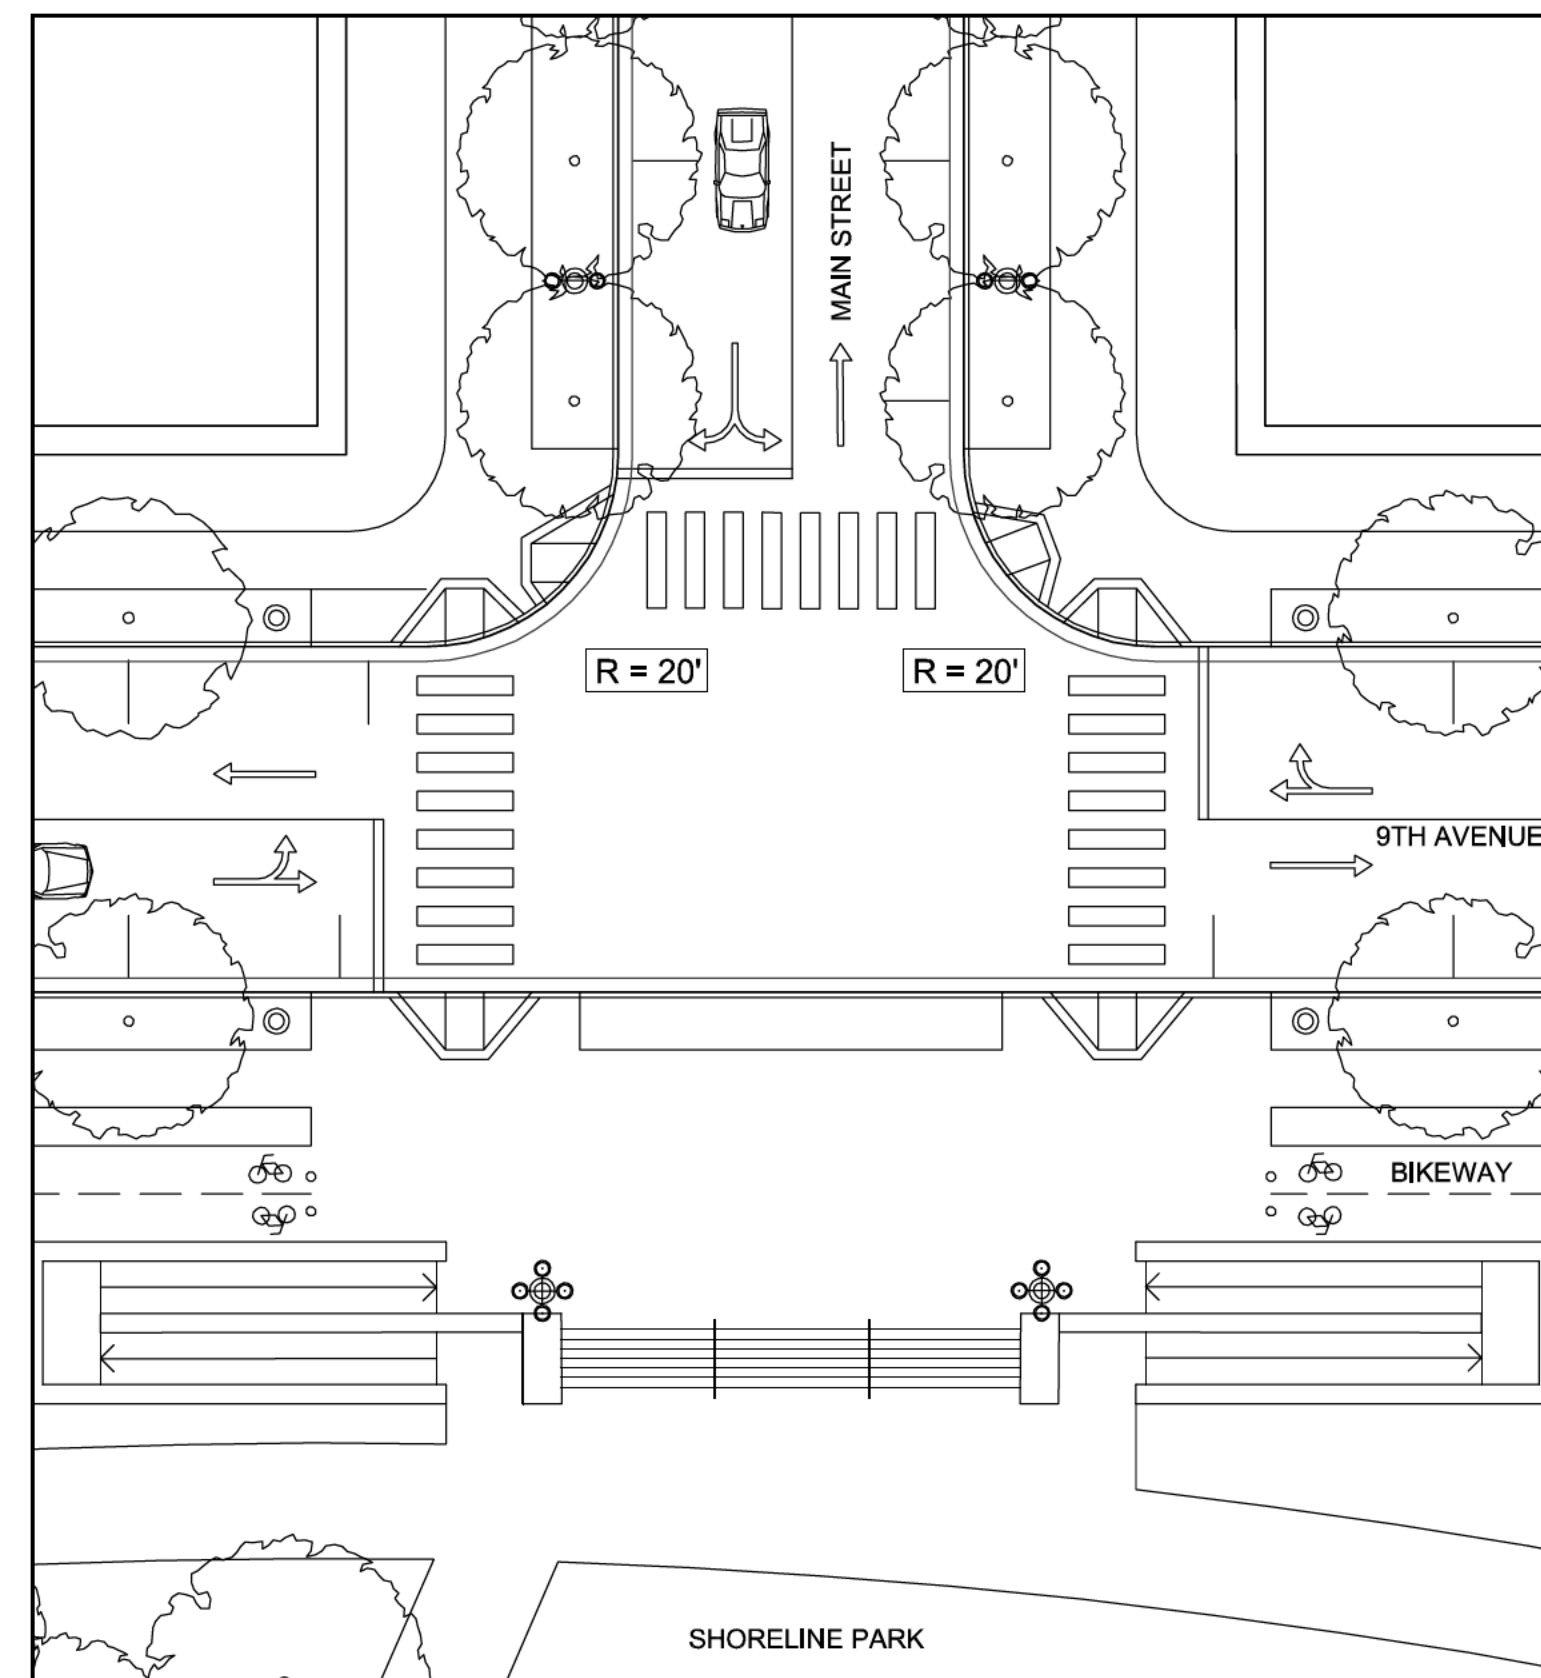 MAIN STREET
R = 20'
R = 20'
9TH AVENUE
BIKEWAY
SHORELINE PARK